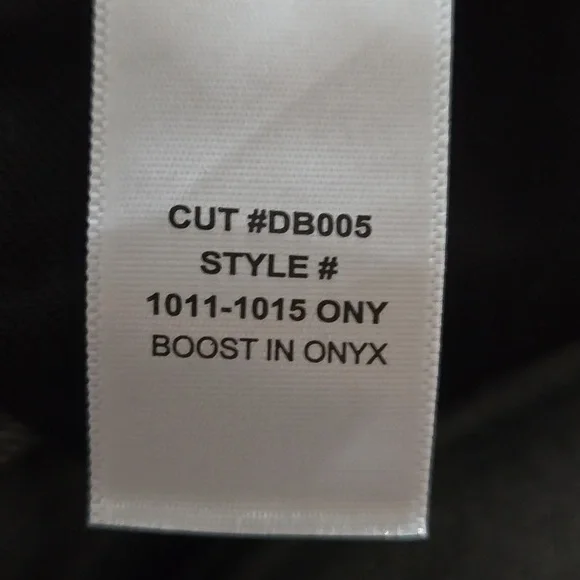 CUT #DB005
STYLE #
1011-1015 ONY
BOOST IN ONYX